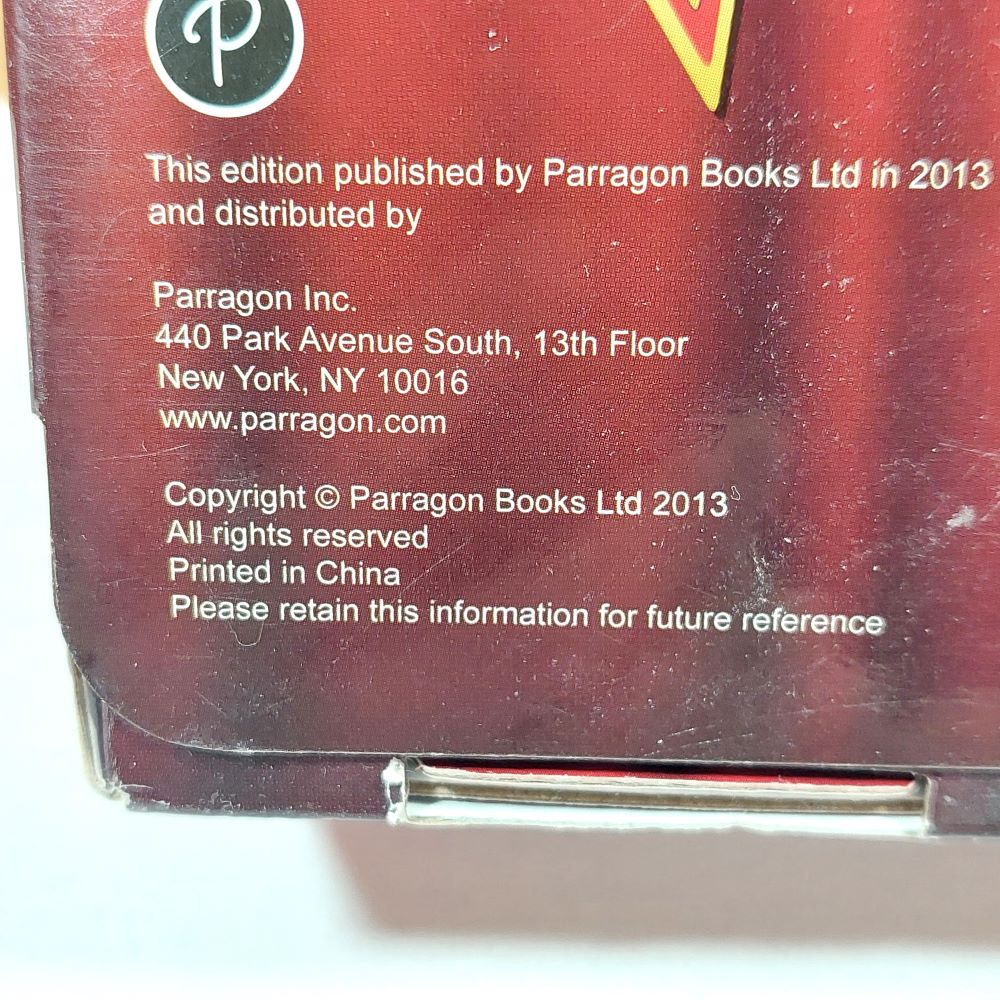 P
This edition published by Parragon Books Ltd in 2013
and distributed by
Parragon Inc.
440 Park Avenue South, 13th Floor
New York, NY 10016
www.parragon.com
Copyright © Parragon Books Ltd 2013
All rights reserved
Printed in China
Please retain this information for future reference